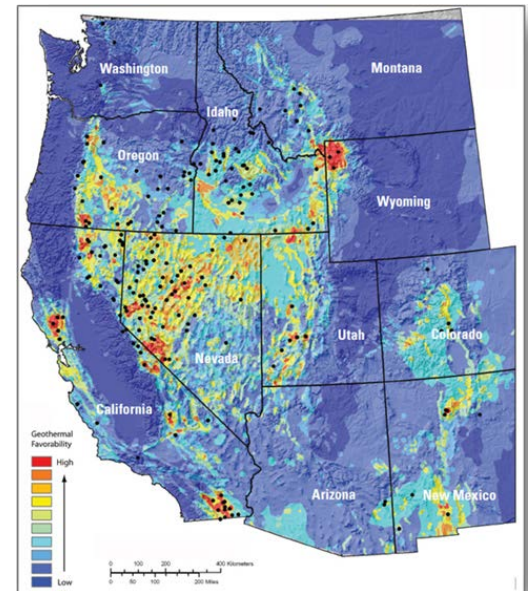 Washington
Montana
Idaho
Oregon
Wyoming
Utah
Colorado
Nevada
California
Arizona
New Mexico
Geothermal
Favorability
High
Low
0 100 200 400 Kilometers
0 50 100 200 Miles